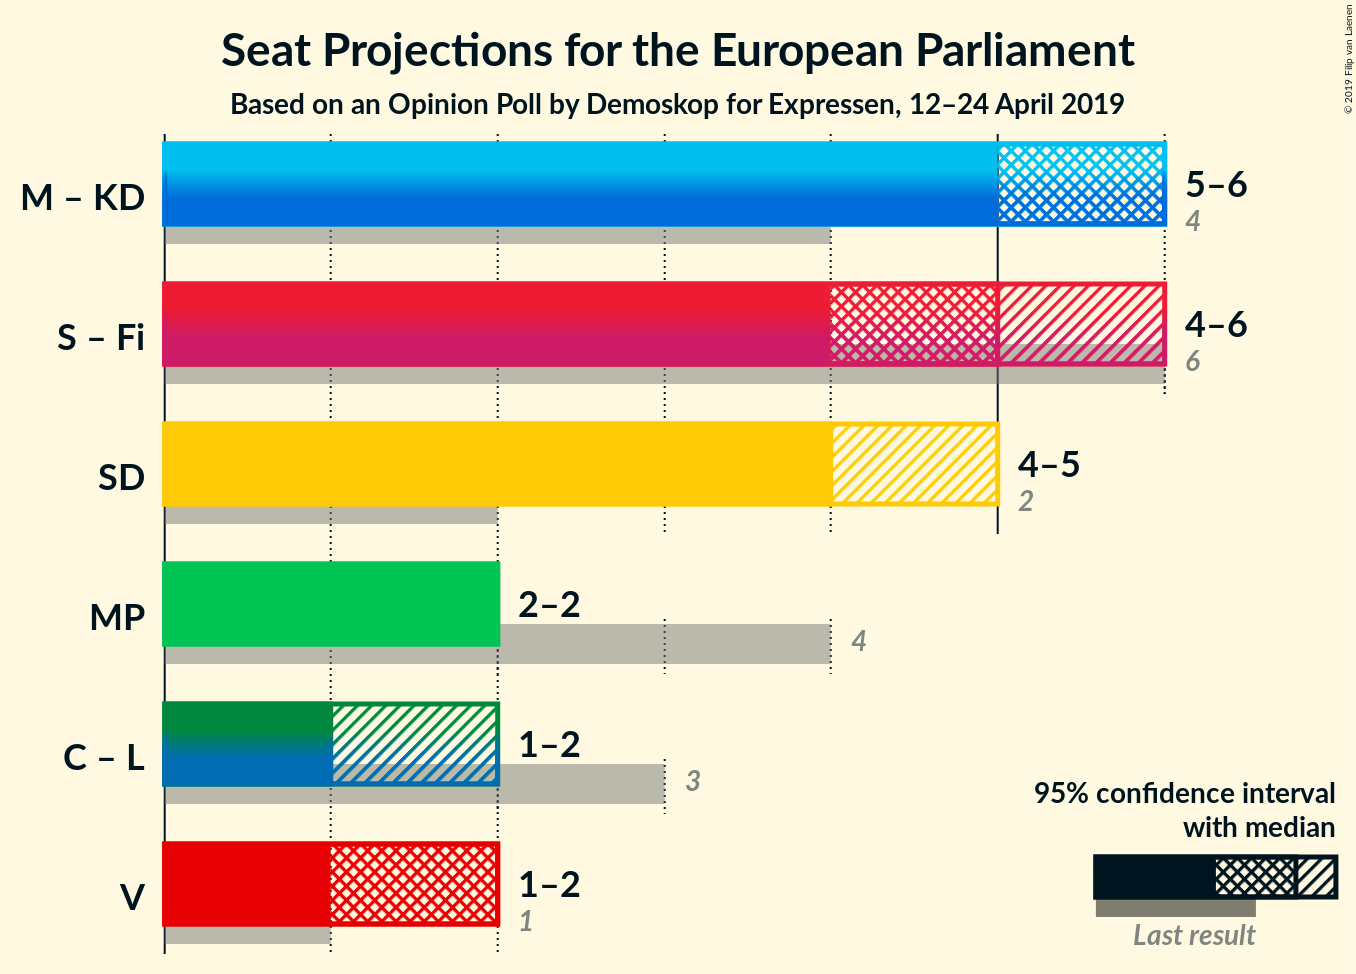 Seat Projections for the European Parliament
Based on an Opinion Poll by Demoskop for Expressen, 12–24 April 2019
© 2019 Filip van Laenen
M – KD
5–6
4
S – Fi
4–6
6
SD
4–5
2
MP
2–2
4
C – L
1–2
3
V
1–2
1
95% confidence interval
with median
Last result